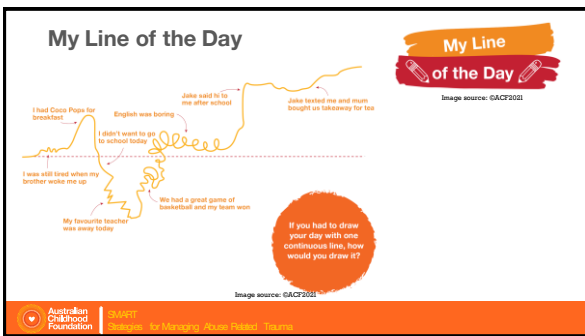 My Line of the Day
My Line
of the Day
Image source: ©ACF2021
I had Coco Pops for
breakfast
English was boring
Jake said hi to
me after school
Jake texted me and mum
bought us takeaway for tea
I didn't want to go
to school today
I was still tired when my
brother woke me up
We had a great game of
basketball and my team won
My favourite teacher
was away today
If you had to draw
your day with one
continuous line, how
would you draw it?
Image source: ©ACF2021
Australian
Childhood
Foundation
SMART
Strategies for Managing Abuse Related Trauma